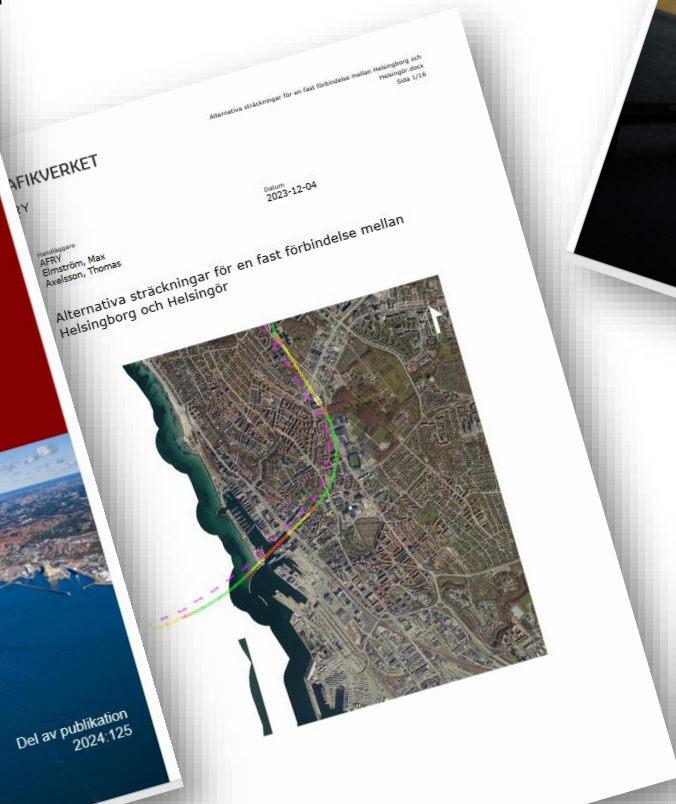 Alternativa sträckningar för en fast förbindelse mellan Helsingborg och
Helsingör.docx
Sida 1/16
AFIKVERKET
RY
Datum
2023-12-04
Handläggare
AFRY
Elmström, Max
Axelsson, Thomas
Alternativa sträckningar för en fast förbindelse mellan
Helsingborg och Helsingör
Del av publikation
2024:125